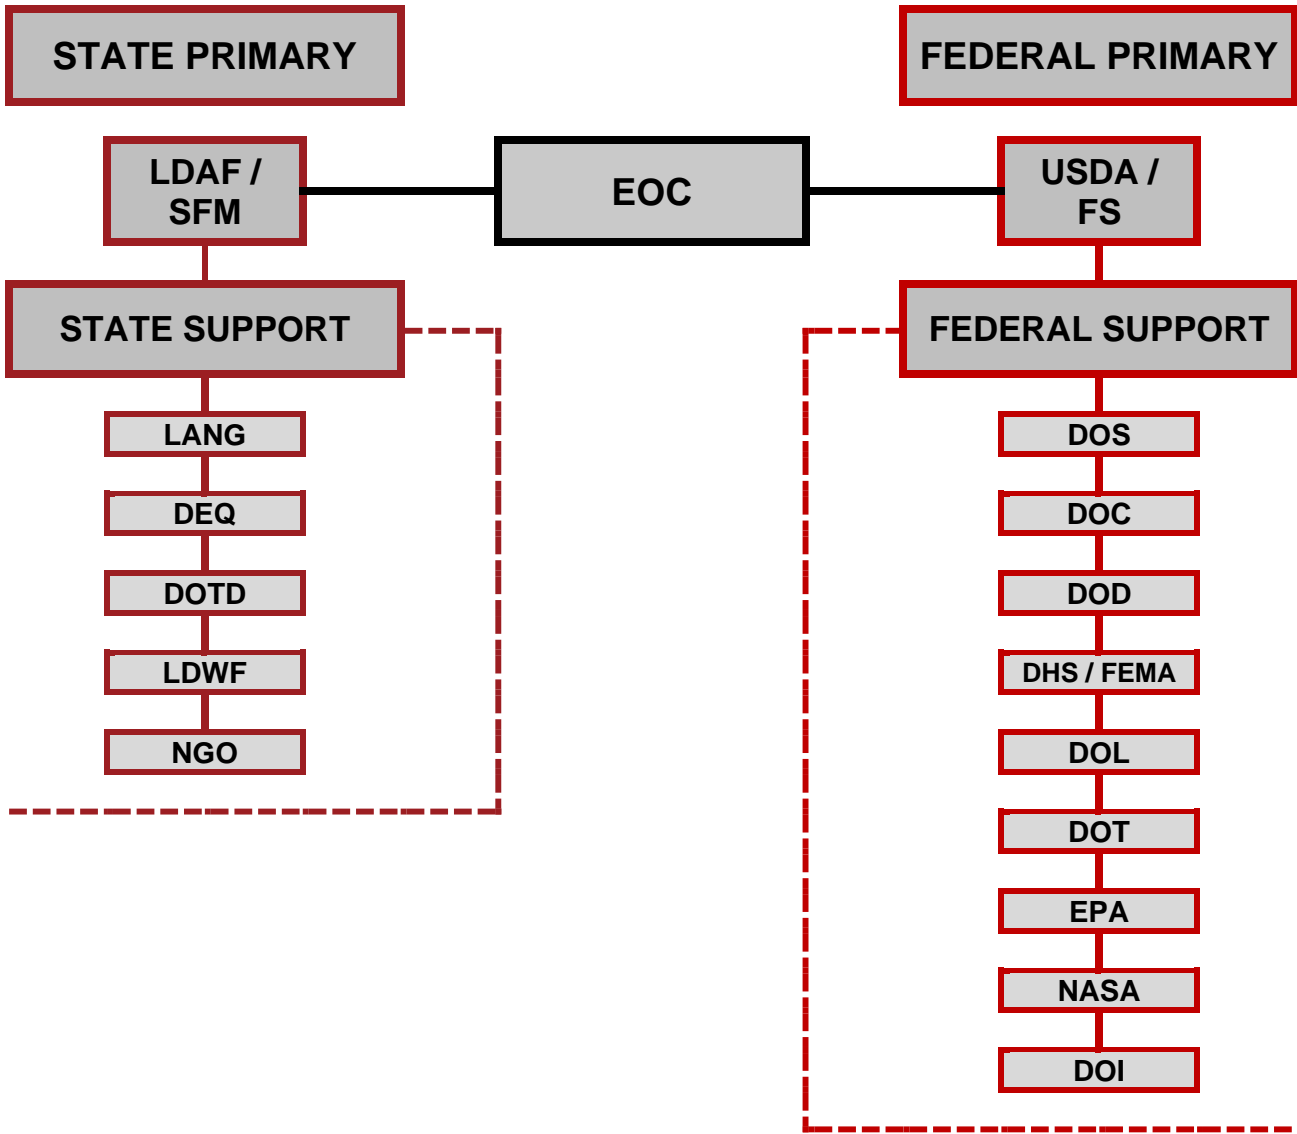 STATE PRIMARY
FEDERAL PRIMARY
LDAF /
SFM
EOC
USDA /
FS
STATE SUPPORT
FEDERAL SUPPORT
LANG
DEQ
DOTD
LDWF
NGO
DOS
DOC
DOD
DHS / FEMA
DOL
DOT
EPA
NASA
DOI